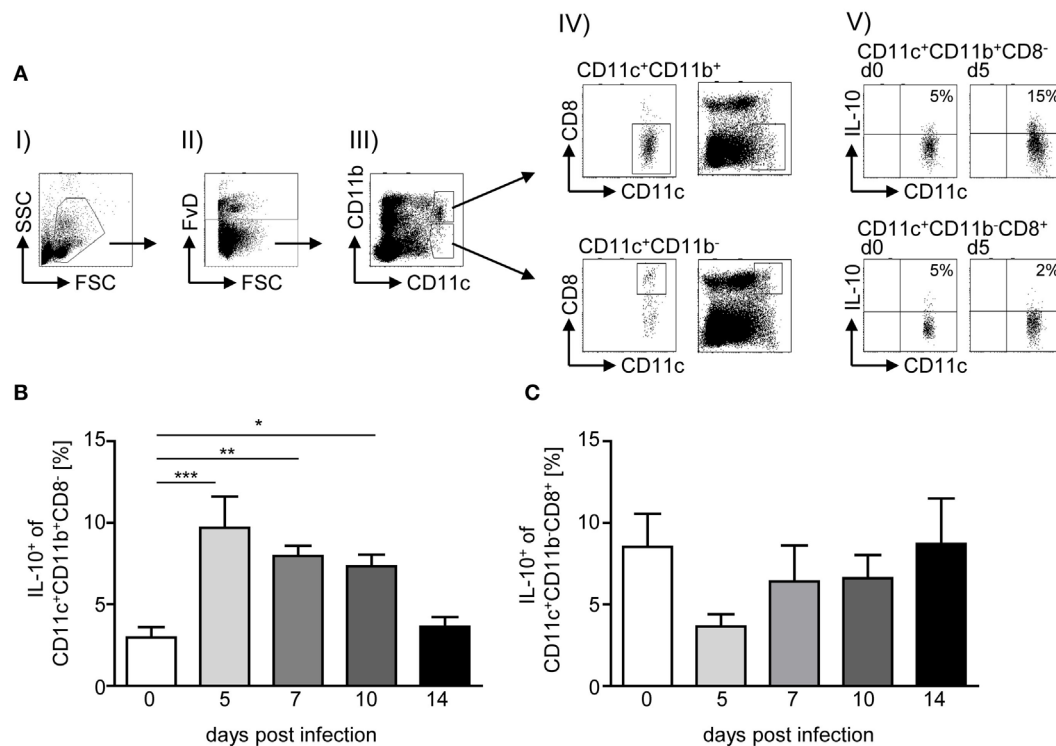 A
I)
SSC
FSC
II)
FvD
FSC
III)
CD11b
CD11c
IV)
CD11c⁺CD11b⁺
CD8
CD11c
CD11c⁺CD11b⁻
CD8
CD11c
V)
CD11c⁺CD11b⁺CD8⁻
d0
d5
IL-10
5%
15%
CD11c
CD11c⁺CD11b⁻CD8⁺
d0
d5
IL-10
5%
2%
CD11c
B
IL-10⁺ of
CD11c⁺CD11b⁺CD8⁻ [%]
15
10
5
0
*
**
***
0 5 7 10 14
days post infection
C
IL-10⁺ of
CD11c⁺CD11b⁻CD8⁺ [%]
15
10
5
0
0 5 7 10 14
days post infection